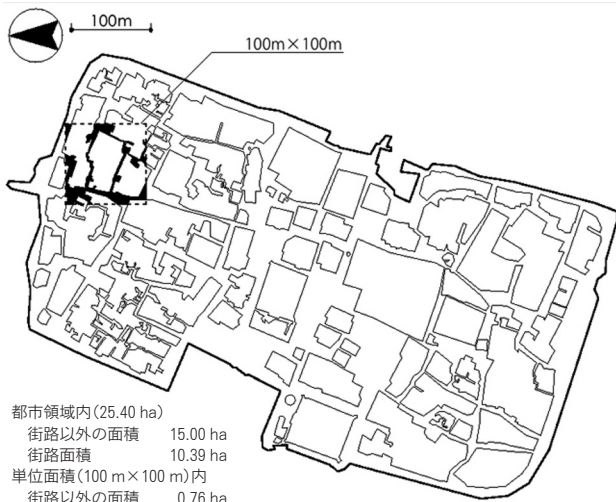 100m
100m×100m
都市領域内(25.40 ha)
街路以外の面積 15.00 ha
街路面積 10.39 ha
単位面積(100 m×100 m)内
街路以外の面積 0.76 ha